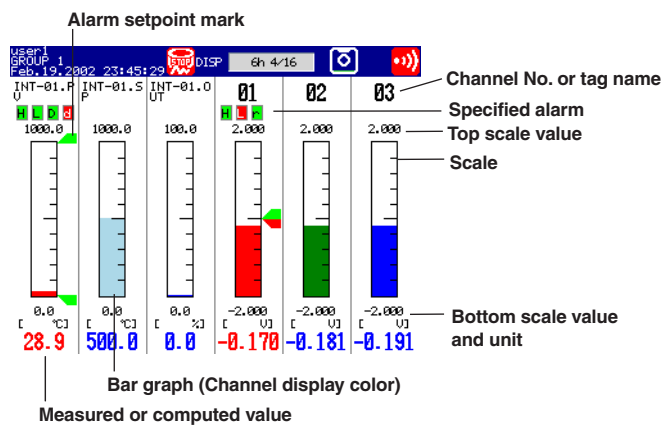 Alarm setpoint mark
user1
GROUP 1
Feb.19.2002 23:45:29
STOP
DISP
6h 4/16
INT-01.P
V
INT-01.S
P
INT-01.O
UT
01
02
03
Channel No. or tag name
H L D d
H L r
Specified alarm
1000.0
1000.0
100.0
2.000
2.000
2.000
Top scale value
Scale
0.0
0.0
0.0
-2.000
-2.000
-2.000
Bottom scale value
and unit
[ °C]
[ °C]
[ %]
[ V]
[ V]
[ V]
28.9
500.0
0.0
-0.170
-0.181
-0.191
Bar graph (Channel display color)
Measured or computed value